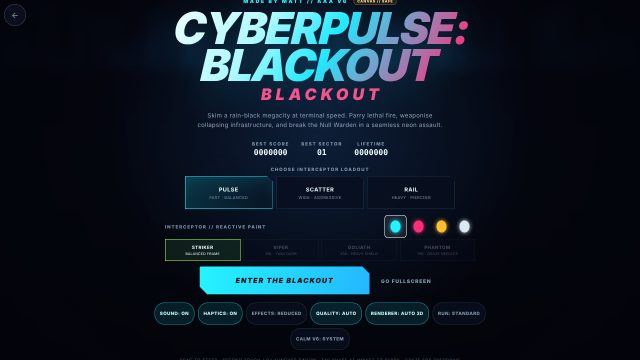 MADE BY MATT // AAA V6
CANVAS // SAFE
CYBERPULSE:
BLACKOUT
BLACKOUT
Skim a rain-black megacity at terminal speed. Parry lethal fire, weaponise
collapsing infrastructure, and break the Null Warden in a seamless neon assault.
BEST SCORE BEST SECTOR LIFETIME
0000000 01 0000000
CHOOSE INTERCEPTOR LOADOUT
PULSE SCATTER RAIL
FAST · BALANCED WIDE · AGGRESSIVE HEAVY · PIERCING
INTERCEPTOR // REACTIVE PAINT
STRIKER VIPER GOLIATH PHANTOM
BALANCED FRAME
ENTER THE BLACKOUT
GO FULLSCREEN
SOUND: ON HAPTICS: ON EFFECTS: REDUCED QUALITY: AUTO RENDERER: AUTO 3D RUN: STANDARD
CALM V6: SYSTEM